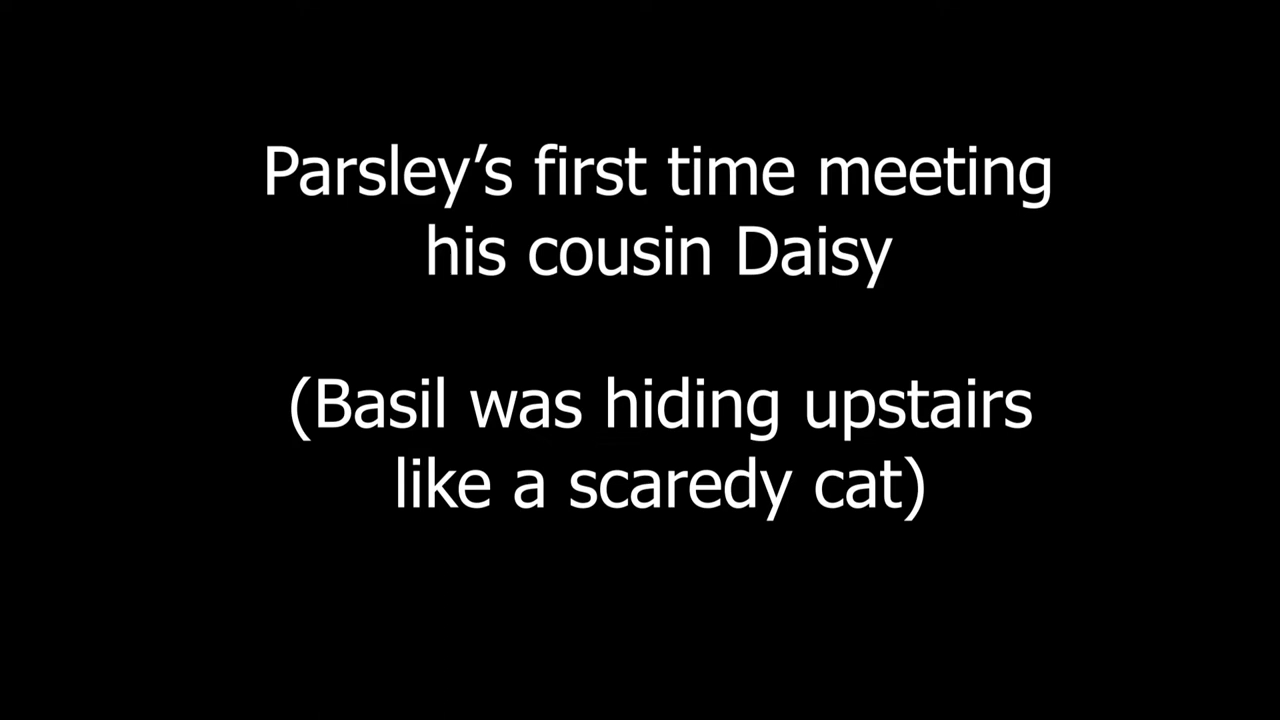 Parsley’s first time meeting
his cousin Daisy
(Basil was hiding upstairs
like a scaredy cat)